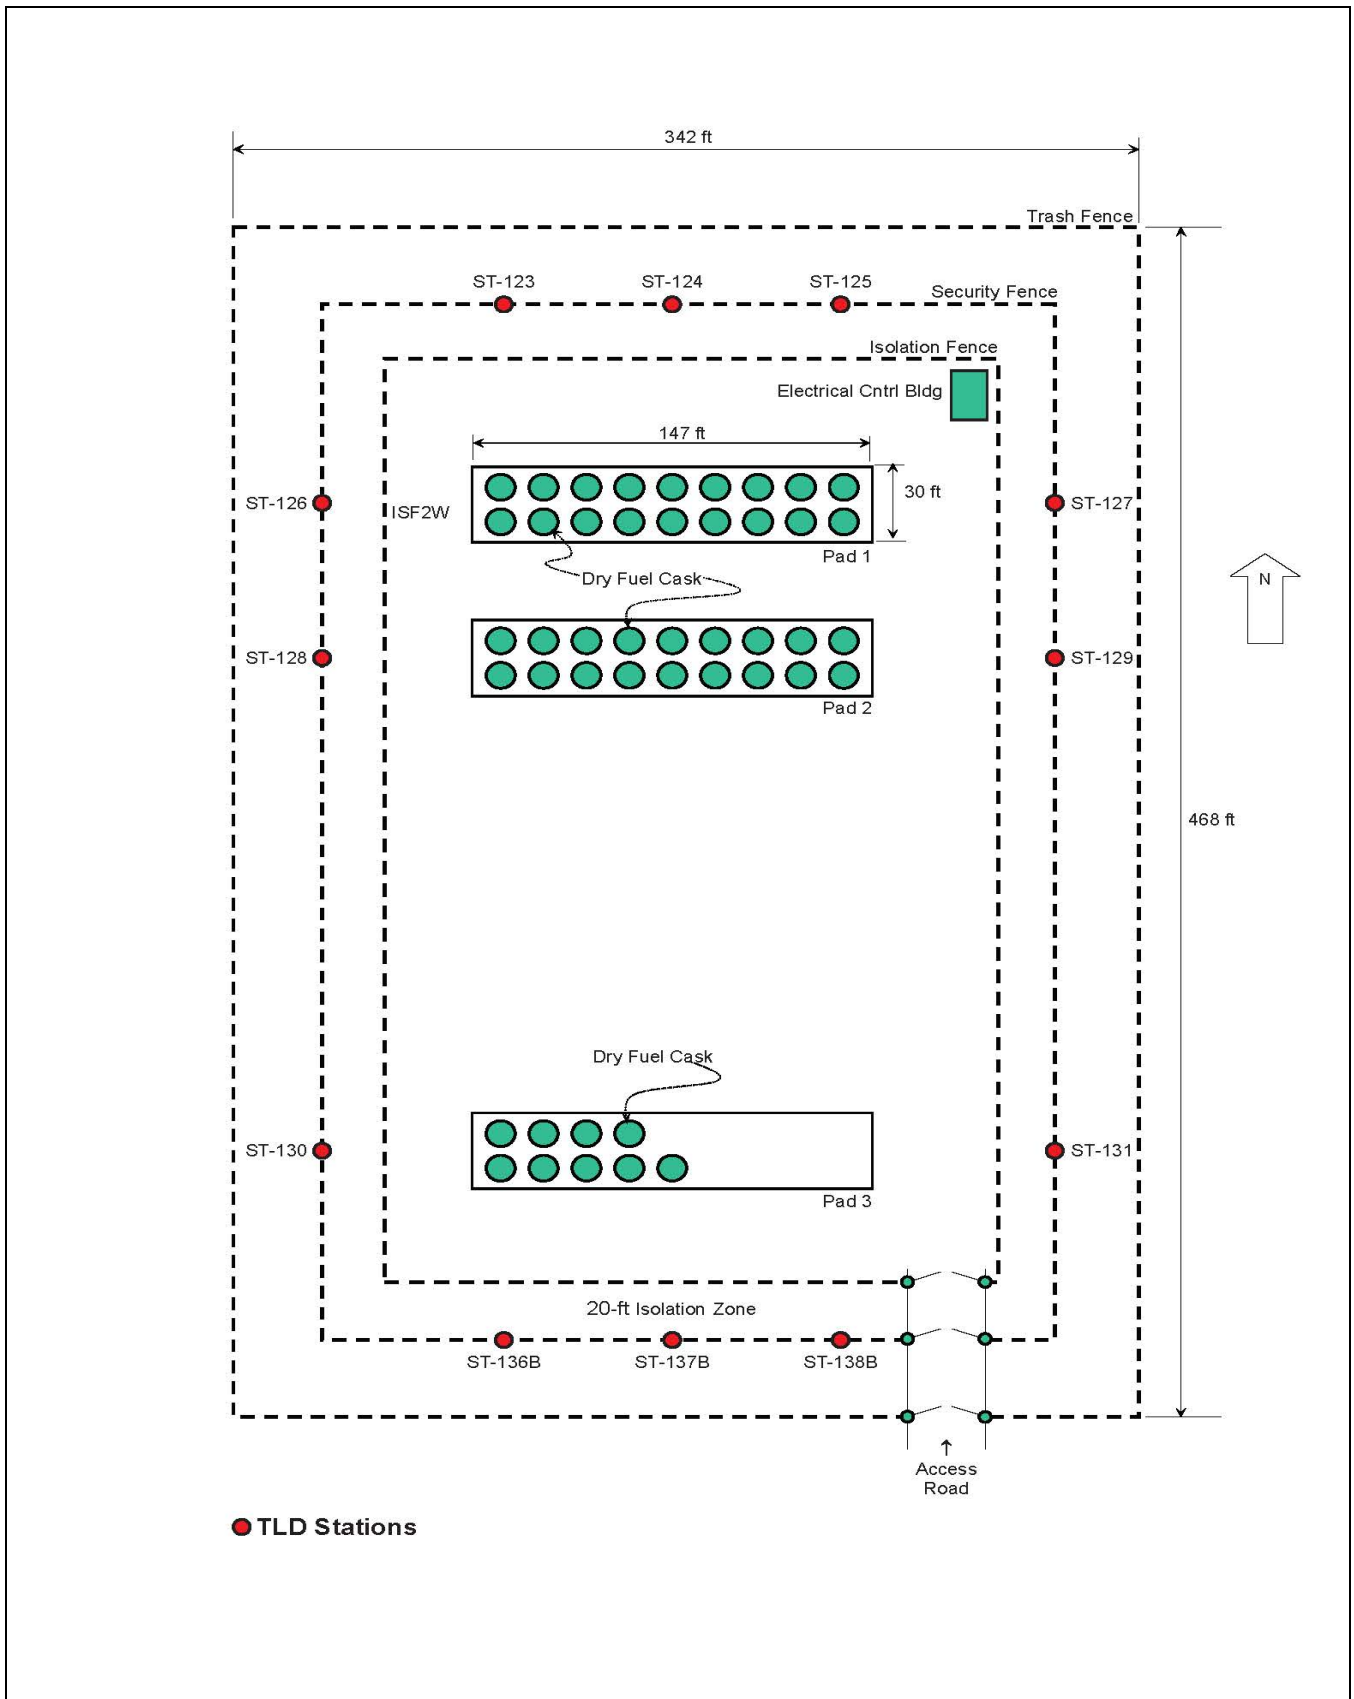 342 ft
Trash Fence
ST-123
ST-124
ST-125
Security Fence
Isolation Fence
Electrical Cntrl Bldg
147 ft
30 ft
ST-126
ISF2W
ST-127
Pad 1
Dry Fuel Cask
N
ST-128
ST-129
Pad 2
468 ft
Dry Fuel Cask
ST-130
ST-131
Pad 3
20-ft Isolation Zone
ST-136B
ST-137B
ST-138B
Access
Road
TLD Stations